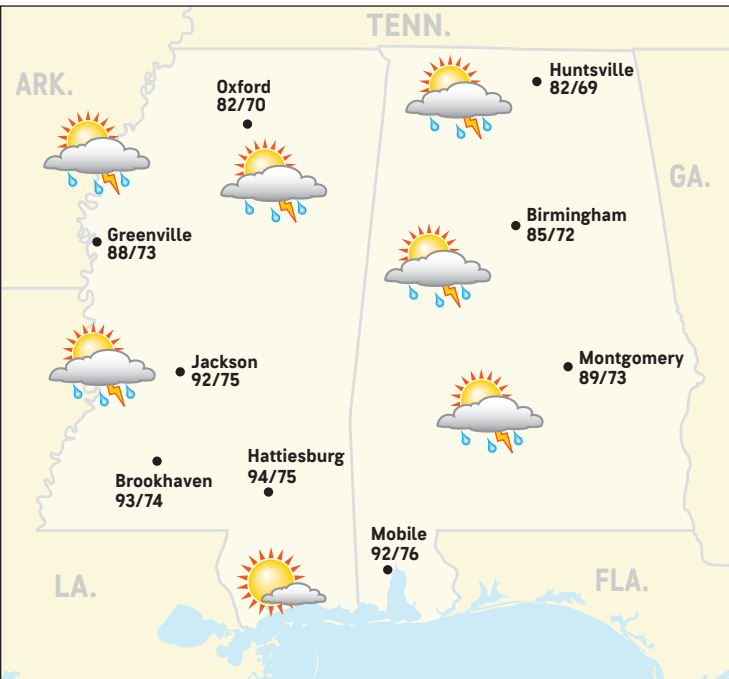 TENN.
ARK.
Oxford
82/70
Huntsville
82/69
GA.
Greenville
88/73
Birmingham
85/72
Jackson
92/75
Montgomery
89/73
Brookhaven
93/74
Hattiesburg
94/75
Mobile
92/76
LA.
FLA.